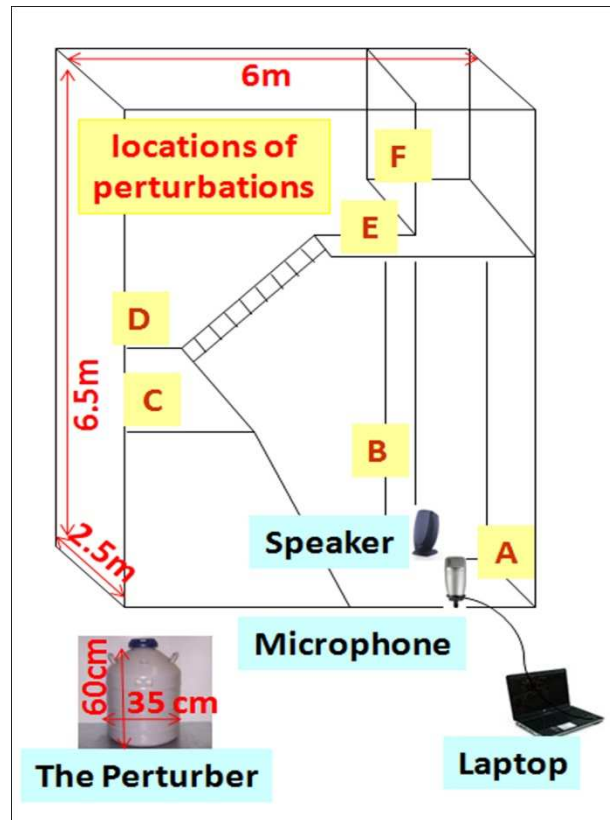 6m
locations of
perturbations
F
E
D
6.5m
C
B
Speaker
A
2.5m
Microphone
60cm
35 cm
The Perturber
Laptop